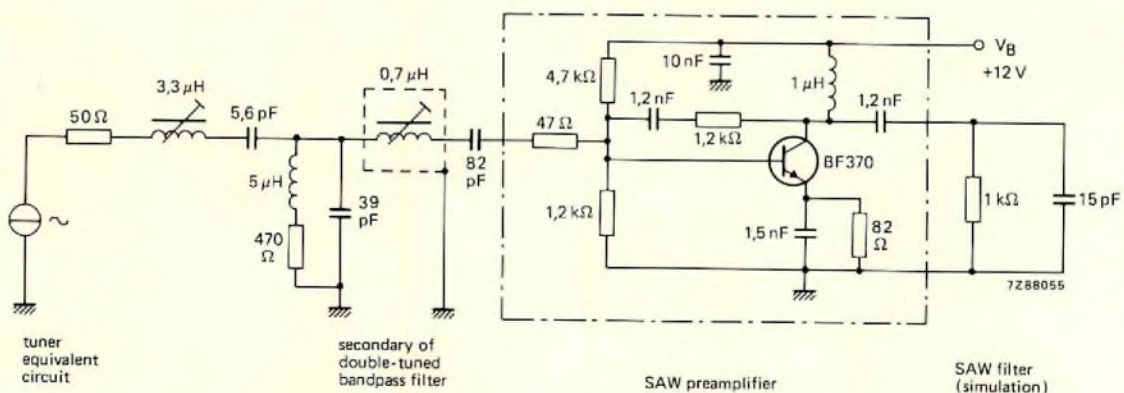 50 Ω
3,3 μH
5,6 pF
5 μH
470
Ω
39
pF
0,7 μH
82
pF
47 Ω
4,7 kΩ
1,2 kΩ
1,2 nF
1,2 kΩ
10 nF
1 μH
1,2 nF
BF370
1,5 nF
82
Ω
V_B
+12 V
1 kΩ
15 pF
7Z88055
tuner
equivalent
circuit
secondary of
double-tuned
bandpass filter
SAW preamplifier
SAW filter
(simulation)